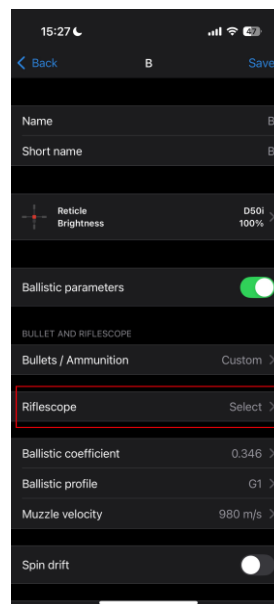 15:27 47
Back B Save
Name B
Short name B
Reticle D50i
Brightness 100%
Ballistic parameters
BULLET AND RIFLESCOPE
Bullets / Ammunition Custom
Riflescope Select
Ballistic coefficient 0.346
Ballistic profile G1
Muzzle velocity 980 m/s
Spin drift